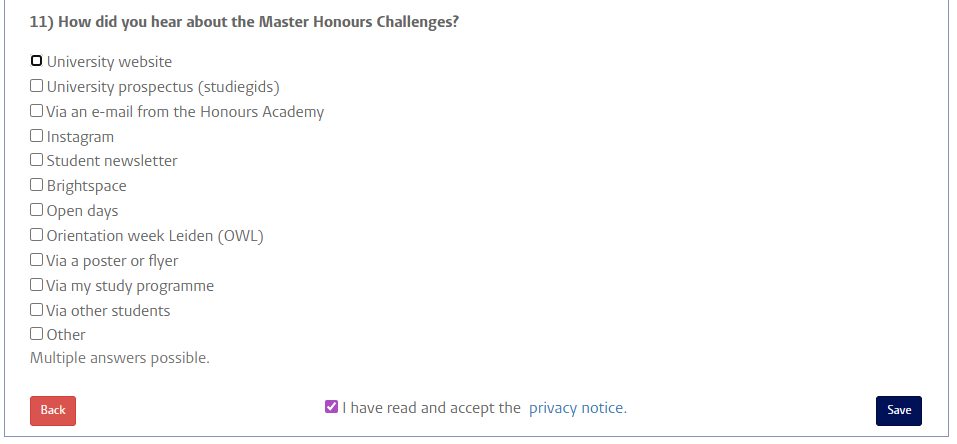 11) How did you hear about the Master Honours Challenges?
University website
University prospectus (studiegids)
Via an e-mail from the Honours Academy
Instagram
Student newsletter
Brightspace
Open days
Orientation week Leiden (OWL)
Via a poster or flyer
Via my study programme
Via other students
Other
Multiple answers possible.
Back I have read and accept the privacy notice. Save